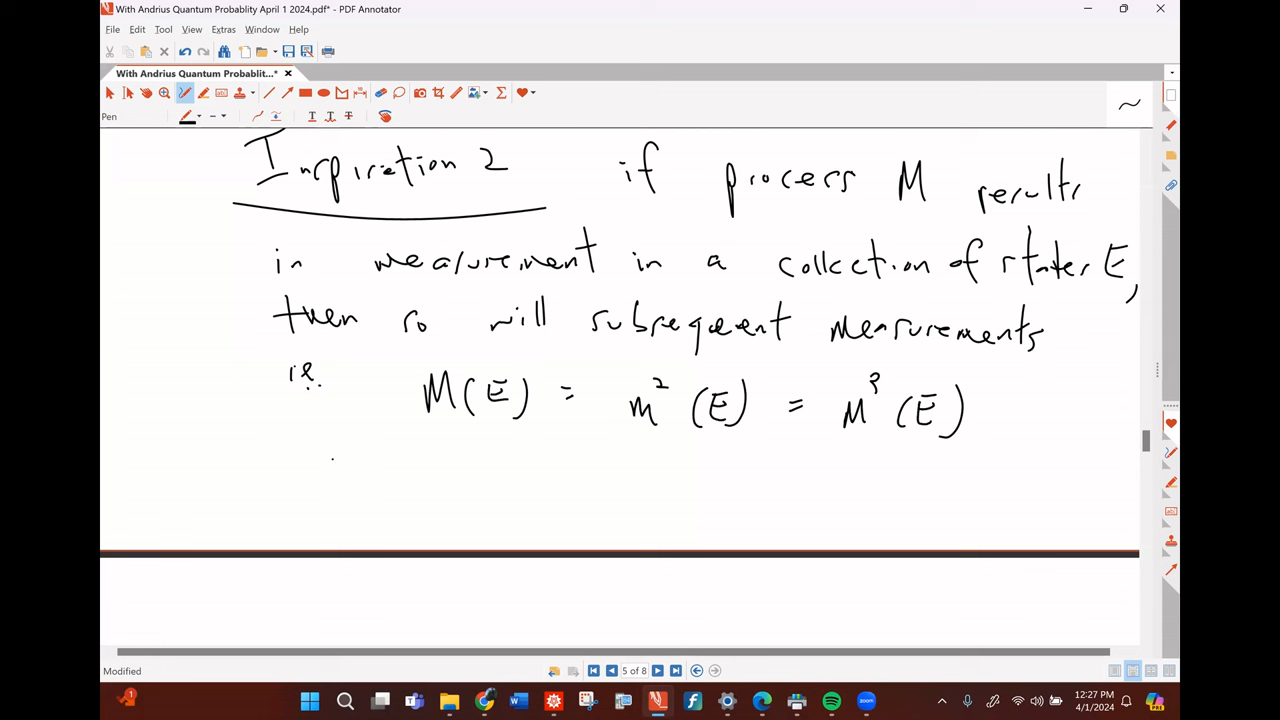 With Andrius Quantum Probablity April 1 2024.pdf* - PDF Annotator
File Edit Tool View Extras Window Help
With Andrius Quantum Probablit...*
Pen
Inspiration 2 if process M results
in measurement in a collection of states E,
then so will subsequent measurements
ie. M(E) = M²(E) = M³(E)
Modified
5 of 8
12:27 PM
4/1/2024